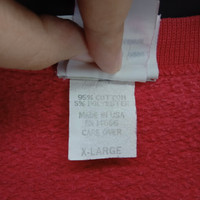 95% COTTON
5% POLYESTER
MADE IN USA
CARE OVER
X-LARGE